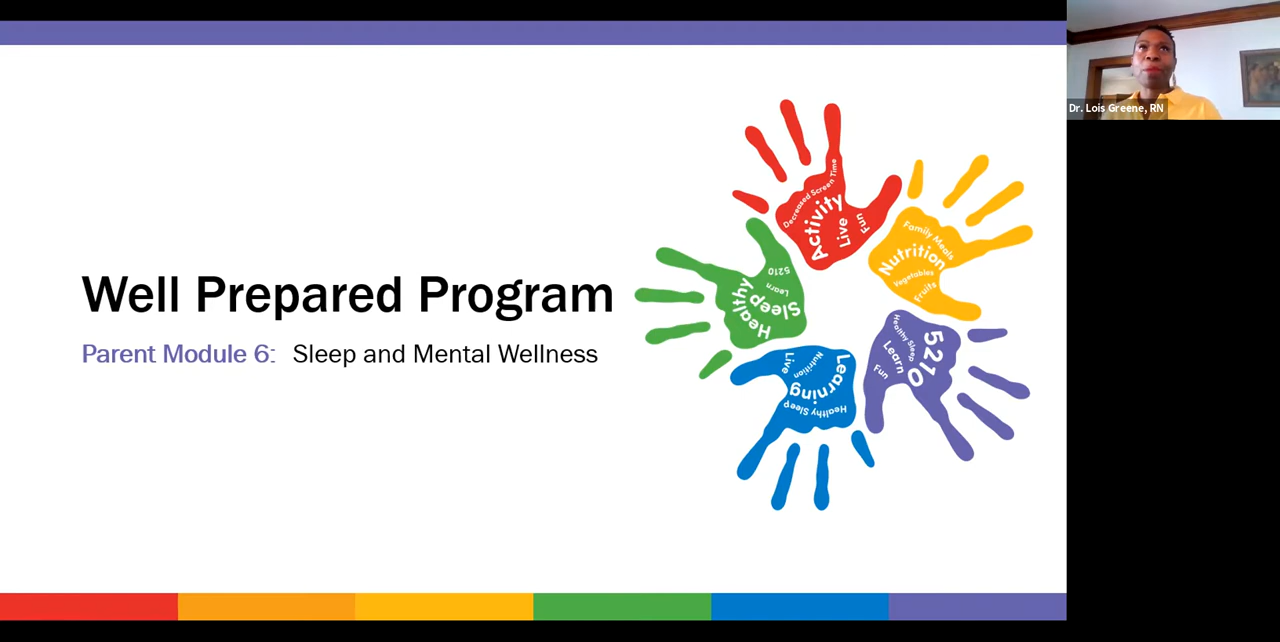 Well Prepared Program
Parent Module 6: Sleep and Mental Wellness
Decreased Screen Time
Activity
Live
Fun
Family Meals
Nutrition
Vegetables
Fruits
5210
Learn
Healthy
Sleep
Healthy Sleep
5210
Learn
Fun
Live
Nutrition
Learning
Healthy Sleep
Dr. Lois Greene, RN